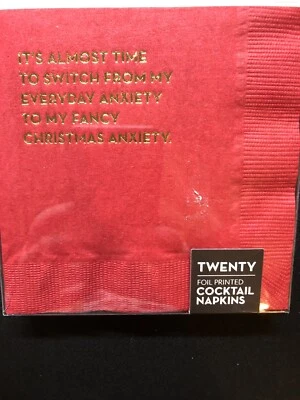 IT'S ALMOST TIME
TO SWITCH FROM MY
EVERYDAY ANXIETY
TO MY FANCY
CHRISTMAS ANXIETY.
TWENTY
FOIL PRINTED
COCKTAIL
NAPKINS